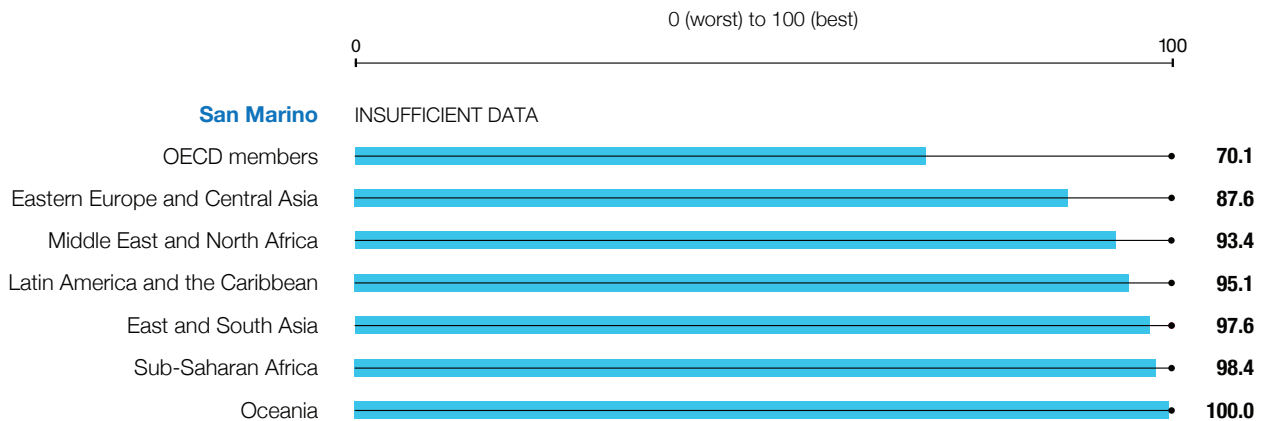 0 (worst) to 100 (best)
0 100
San Marino INSUFFICIENT DATA
OECD members 70.1
Eastern Europe and Central Asia 87.6
Middle East and North Africa 93.4
Latin America and the Caribbean 95.1
East and South Asia 97.6
Sub-Saharan Africa 98.4
Oceania 100.0